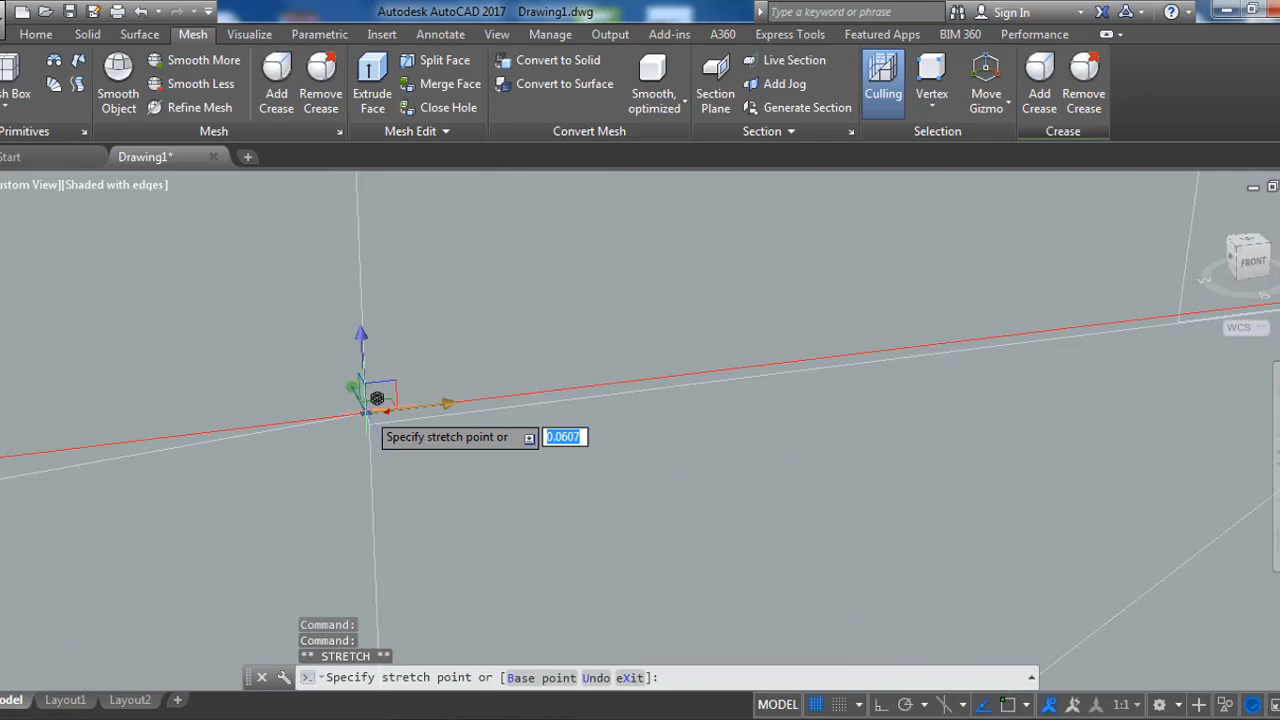 Autodesk AutoCAD 2017 Drawing1.dwg
Type a keyword or phrase
Sign In
Home Solid Surface Mesh Visualize Parametric Insert Annotate View Manage Output Add-ins A360 Express Tools Featured Apps BIM 360 Performance
sh Box
Primitives
Smooth Object
Smooth More
Smooth Less
Refine Mesh
Mesh
Add Crease
Remove Crease
Extrude Face
Split Face
Merge Face
Close Hole
Mesh Edit
Convert to Solid
Convert to Surface
Smooth, optimized
Convert Mesh
Section Plane
Live Section
Add Jog
Generate Section
Section
Culling
Vertex
Move Gizmo
Selection
Add Crease
Remove Crease
Crease
Start
Drawing1*
ustom View][Shaded with edges]
FRONT
WCS
Specify stretch point or 0.0607
Command:
Command:
** STRETCH **
Specify stretch point or [Base point Undo eXit]:
odel Layout1 Layout2
MODEL
1:1